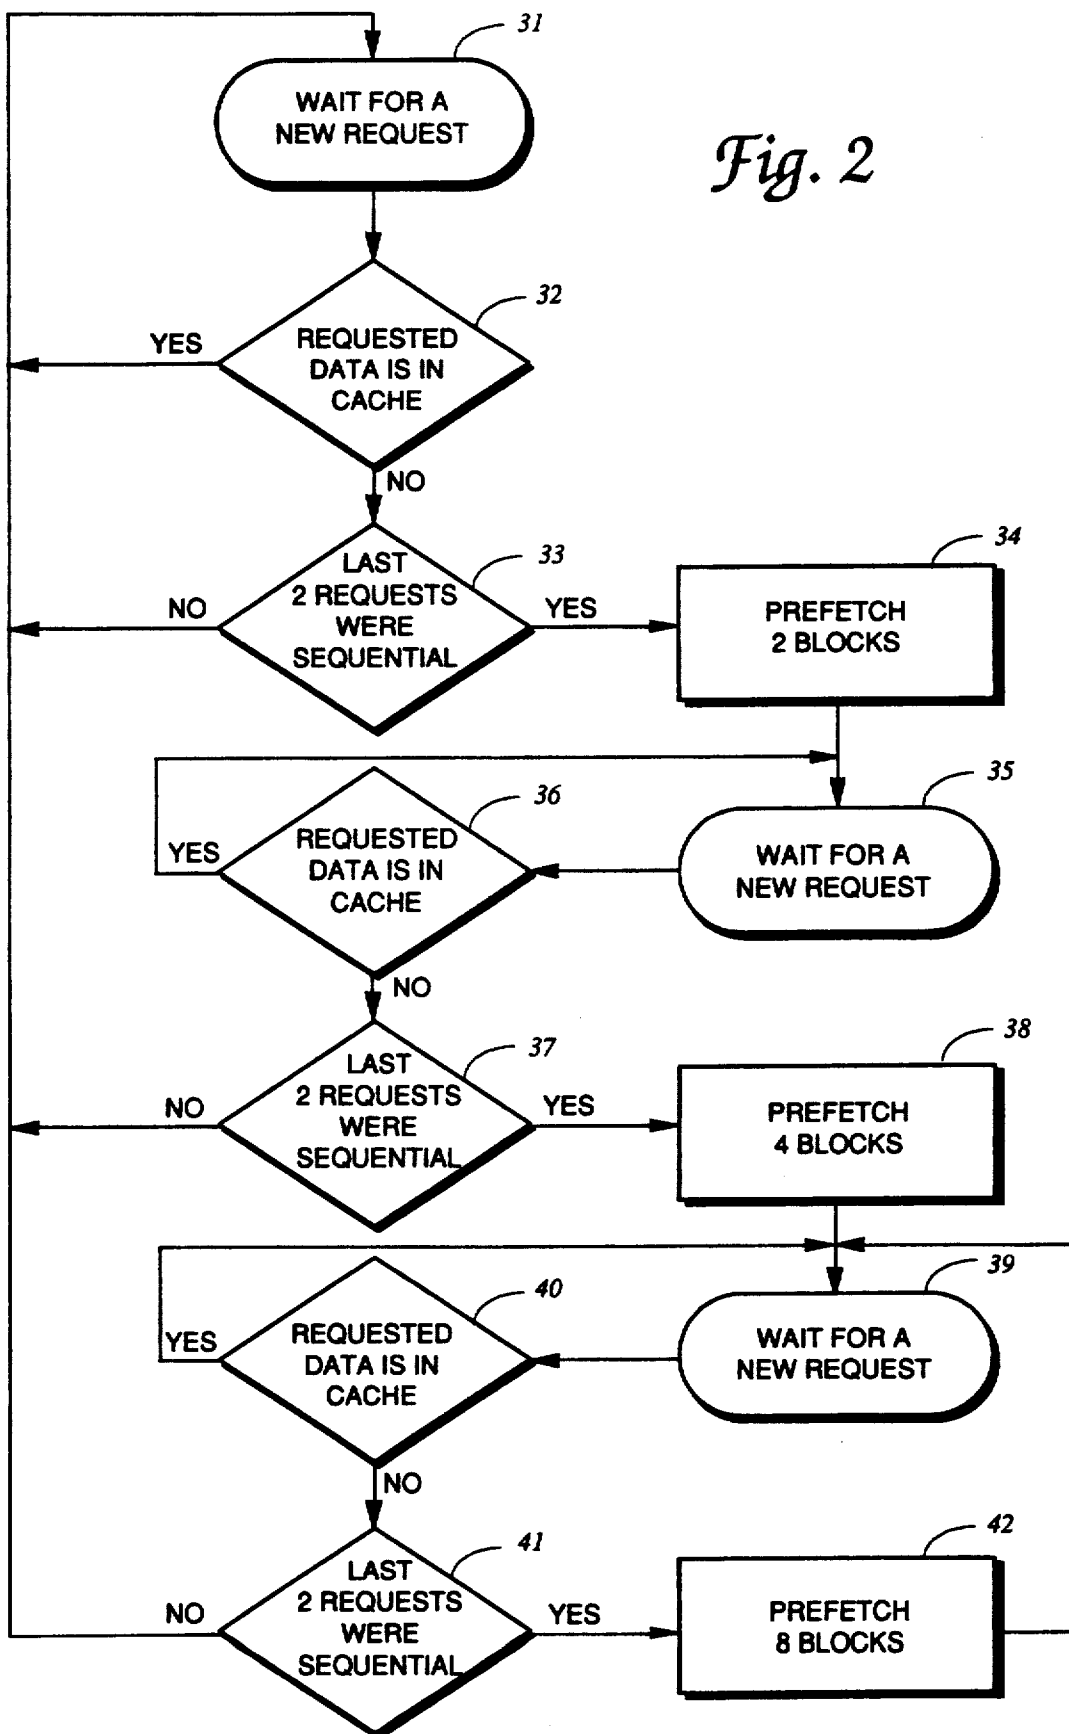 31
WAIT FOR A
NEW REQUEST
Fig. 2
32
YES
REQUESTED
DATA IS IN
CACHE
NO
33
34
LAST
2 REQUESTS
WERE
SEQUENTIAL
NO
YES
PREFETCH
2 BLOCKS
35
36
REQUESTED
DATA IS IN
CACHE
YES
WAIT FOR A
NEW REQUEST
NO
37
38
LAST
2 REQUESTS
WERE
SEQUENTIAL
NO
YES
PREFETCH
4 BLOCKS
39
40
REQUESTED
DATA IS IN
CACHE
YES
WAIT FOR A
NEW REQUEST
NO
41
42
LAST
2 REQUESTS
WERE
SEQUENTIAL
NO
YES
PREFETCH
8 BLOCKS